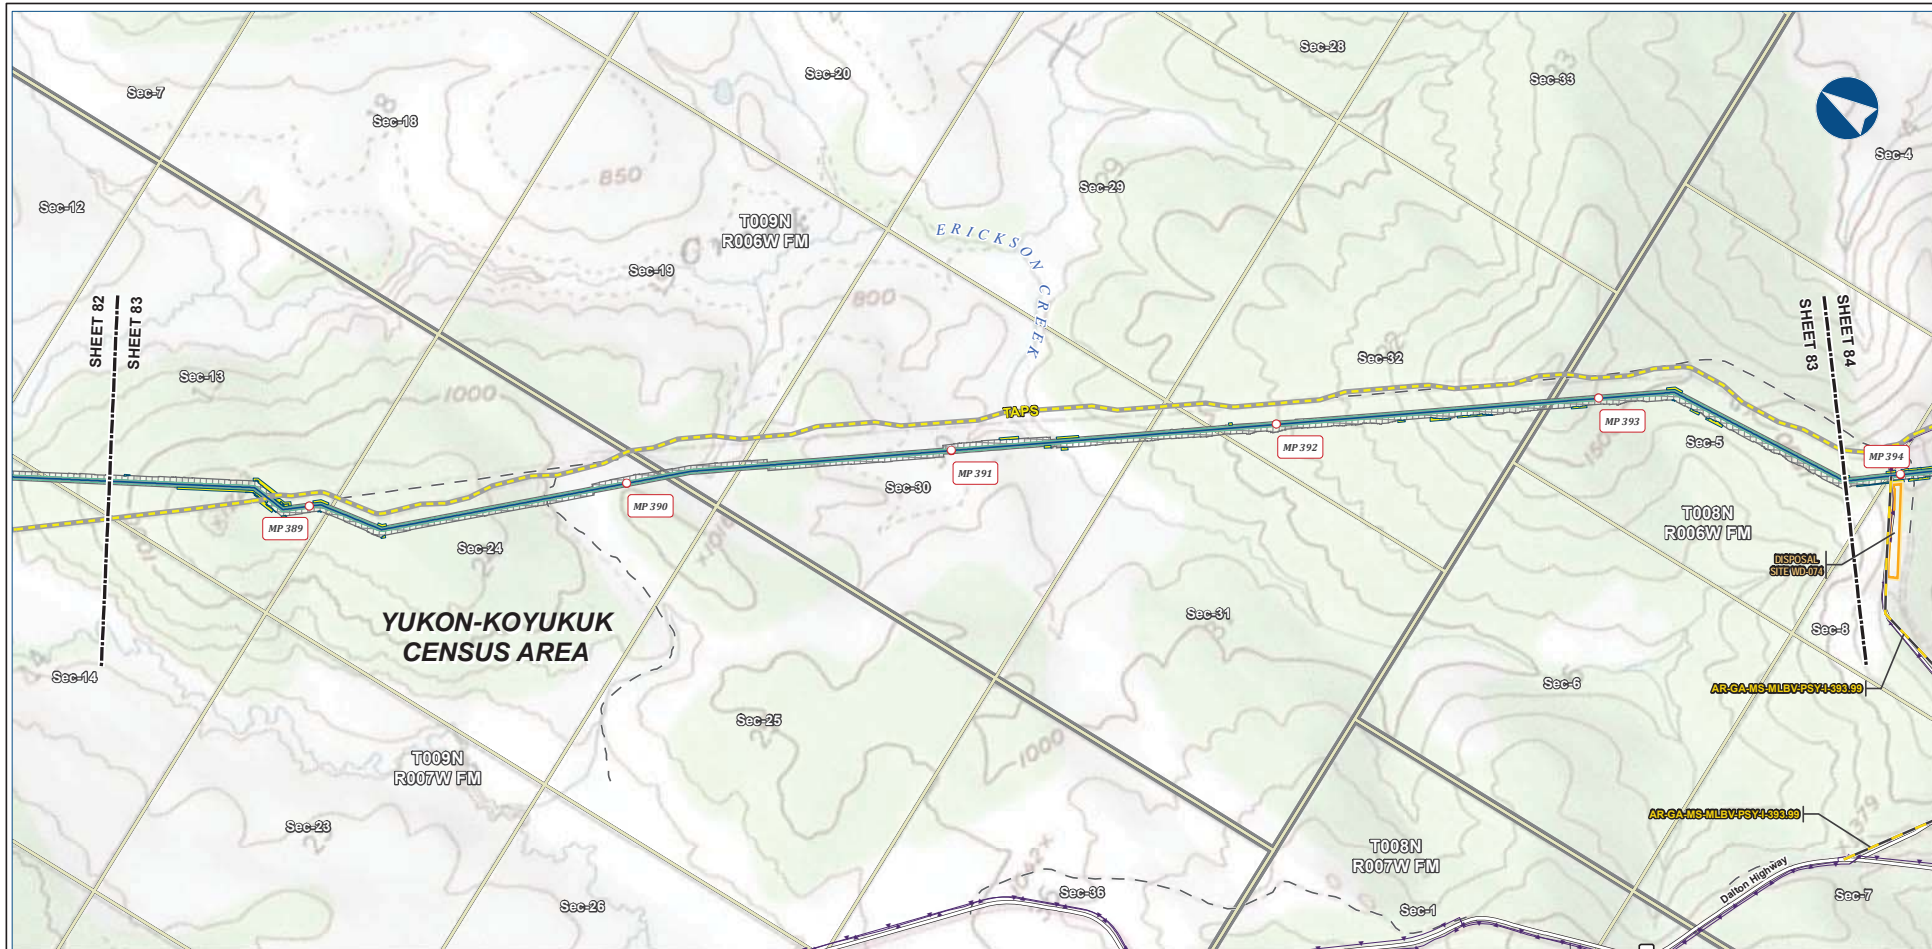 Sec-28
Sec-33
Sec-20
Sec-7
Sec-18
Sec-4
850
Sec-29
Sec-12
T009N
R006W FM
ERICKSON CREEK
Sec-19
800
SHEET 82
SHEET 83
SHEET 84
SHEET 83
Sec-32
Sec-13
1000
TAPS
MP 393
Sec-5
MP 392
MP 394
MP 391
Sec-30
MP 390
MP 389
T008N
R006W FM
Sec-24
DISPOSAL
SITE WD-074
YUKON-KOYUKUK
CENSUS AREA
Sec-31
Sec-8
Sec-14
Sec-6
AR-GA-MS-MLBV-PSY-I-393.99
Sec-25
1000
T009N
R007W FM
AR-GA-MS-MLBV-PSY-I-393.99
Sec-23
T008N
R007W FM
Dalton Highway
Sec-36
Sec-7
Sec-26
Sec-1